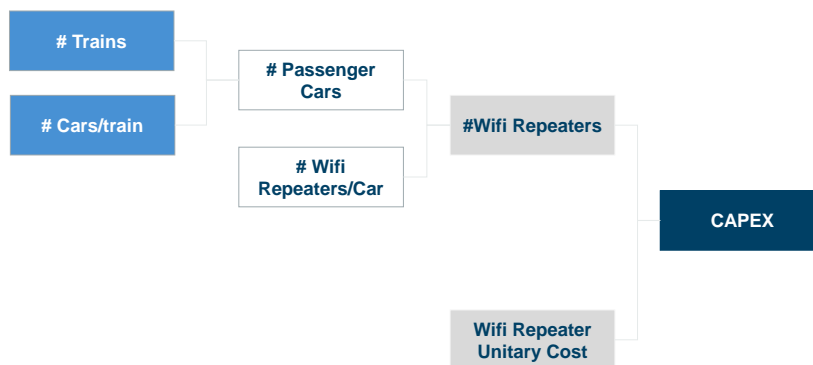 # Trains
# Passenger
Cars
# Cars/train
#Wifi Repeaters
# Wifi
Repeaters/Car
CAPEX
Wifi Repeater
Unitary Cost